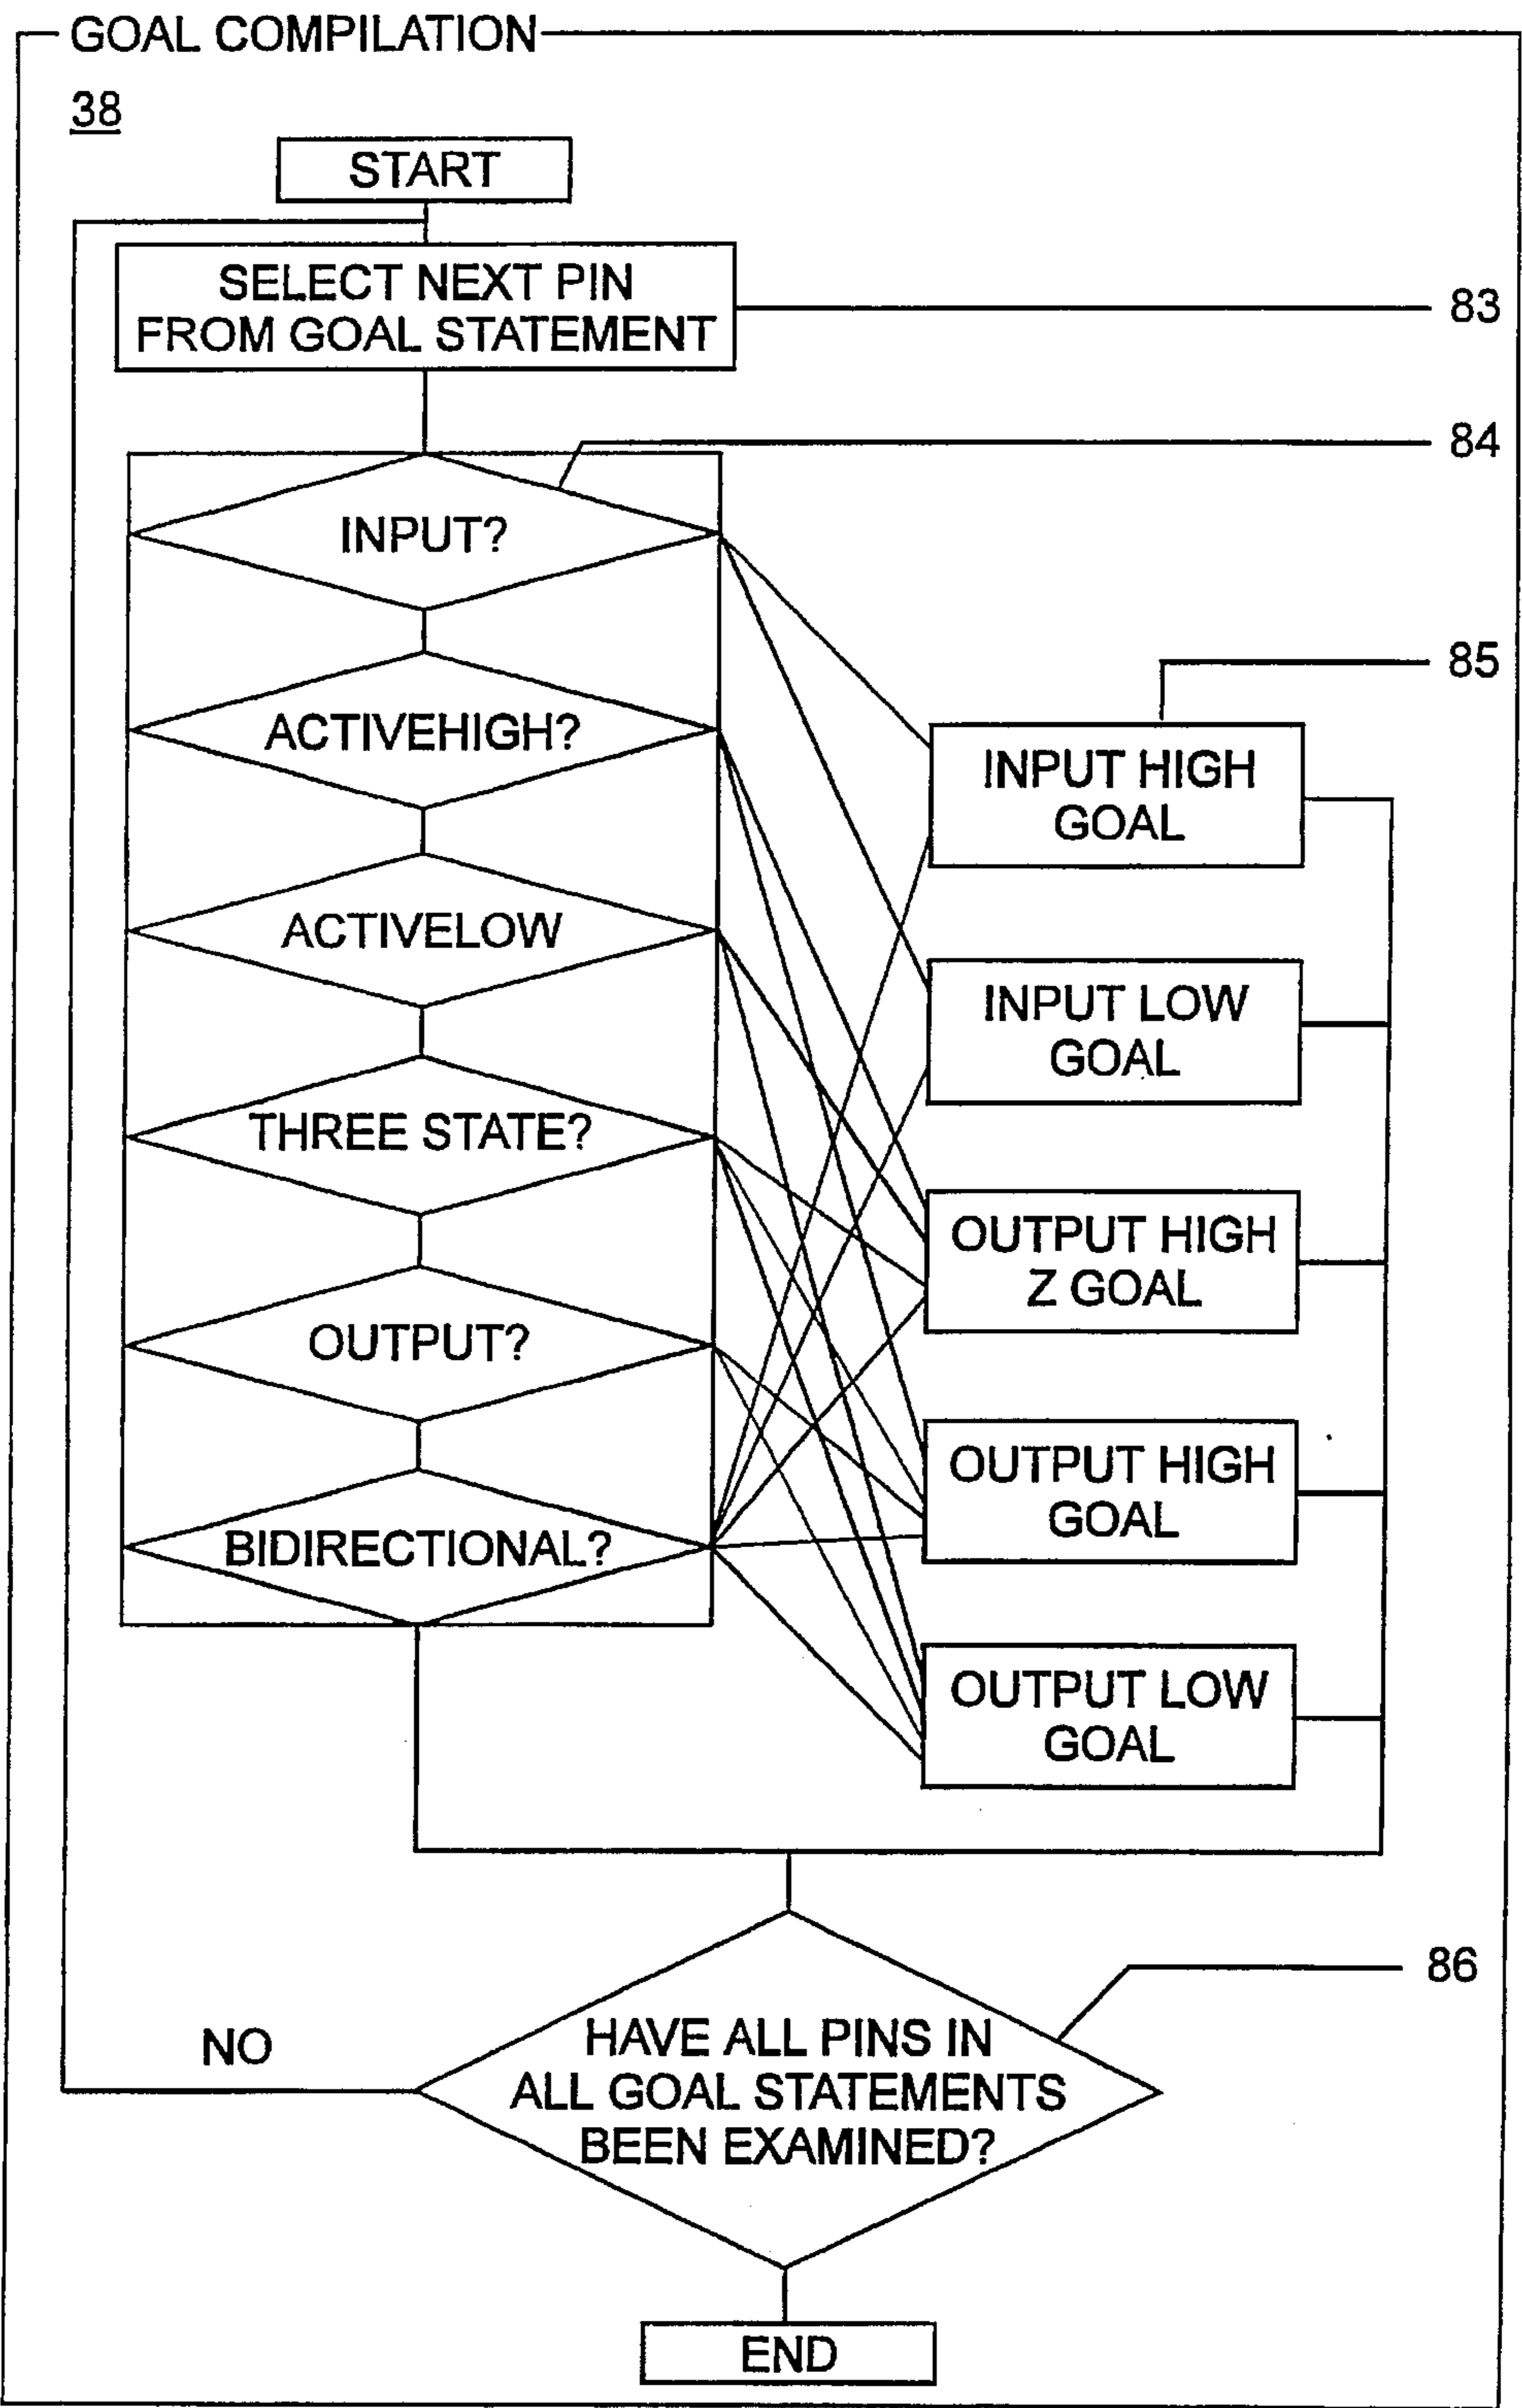 GOAL COMPILATION
38
START
SELECT NEXT PIN
FROM GOAL STATEMENT
83
84
INPUT?
85
ACTIVEHIGH?
INPUT HIGH
GOAL
ACTIVELOW
INPUT LOW
GOAL
THREE STATE?
OUTPUT HIGH
Z GOAL
OUTPUT?
OUTPUT HIGH
GOAL
BIDIRECTIONAL?
OUTPUT LOW
GOAL
86
NO
HAVE ALL PINS IN
ALL GOAL STATEMENTS
BEEN EXAMINED?
END